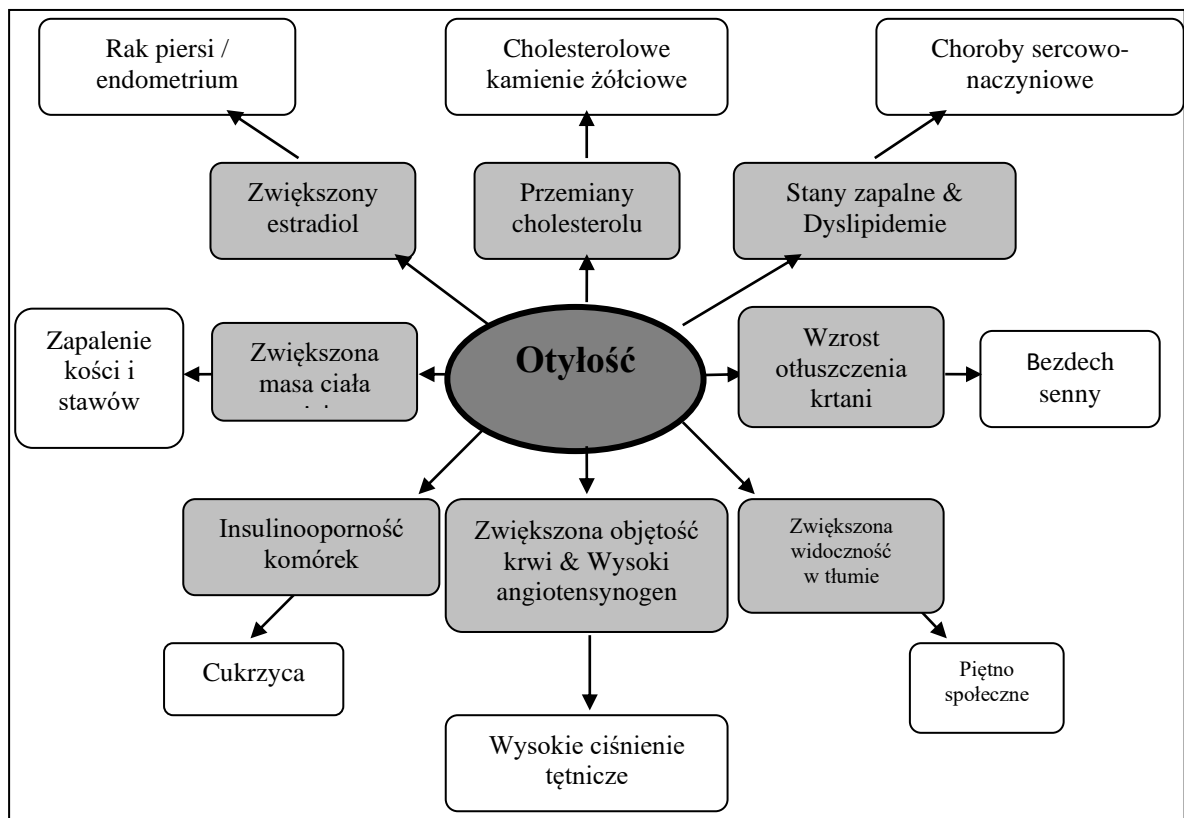 Rak piersi /
endometrium
Cholesterolowe
kamienie żółciowe
Choroby sercowo-
naczyniowe
Zwiększony
estradiol
Przemiany
cholesterolu
Stany zapalne &
Dyslipidemie
Zapalenie
kości i
stawów
Zwiększona
masa ciała
Otyłość
Wzrost
otłuszczenia
krtani
Bezdech
senny
Insulinooporność
komórek
Zwiększona objętość
krwi & Wysoki
angiotensynogen
Zwiększona
widoczność
w tłumie
Cukrzyca
Wysokie ciśnienie
tętnicze
Piętno
społeczne